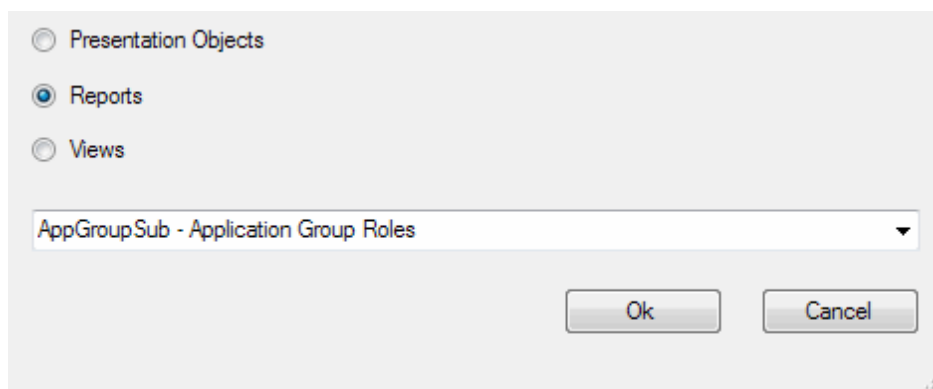 Presentation Objects
Reports
Views
AppGroupSub - Application Group Roles
Ok
Cancel